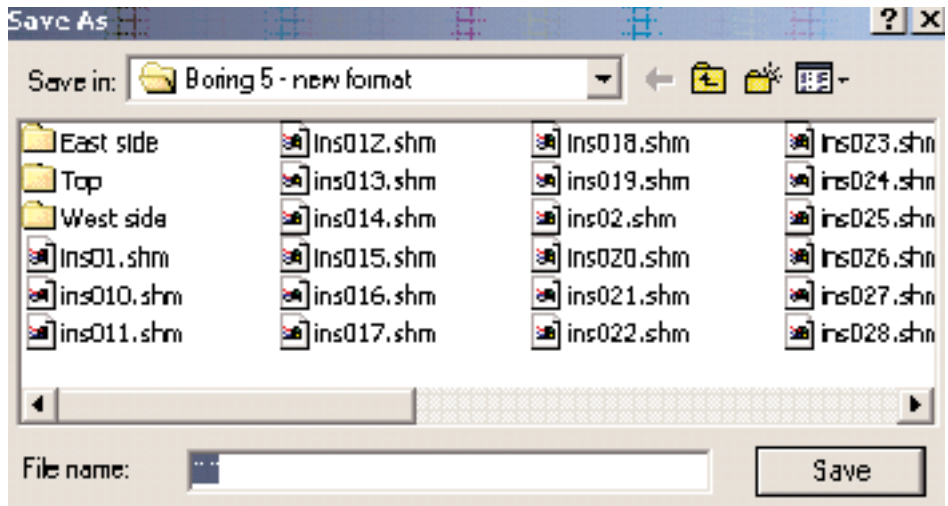 Save As
Save in: Boring 5 - new format
East side
Top
West side
ins01.shm
ins010.shm
ins011.shm
ins012.shm
ins013.shm
ins014.shm
ins015.shm
ins016.shm
ins017.shm
ins018.shm
ins019.shm
ins02.shm
ins020.shm
ins021.shm
ins022.shm
ins023.shm
ins024.shm
ins025.shm
ins026.shm
ins027.shm
ins028.shm
File name:
Save